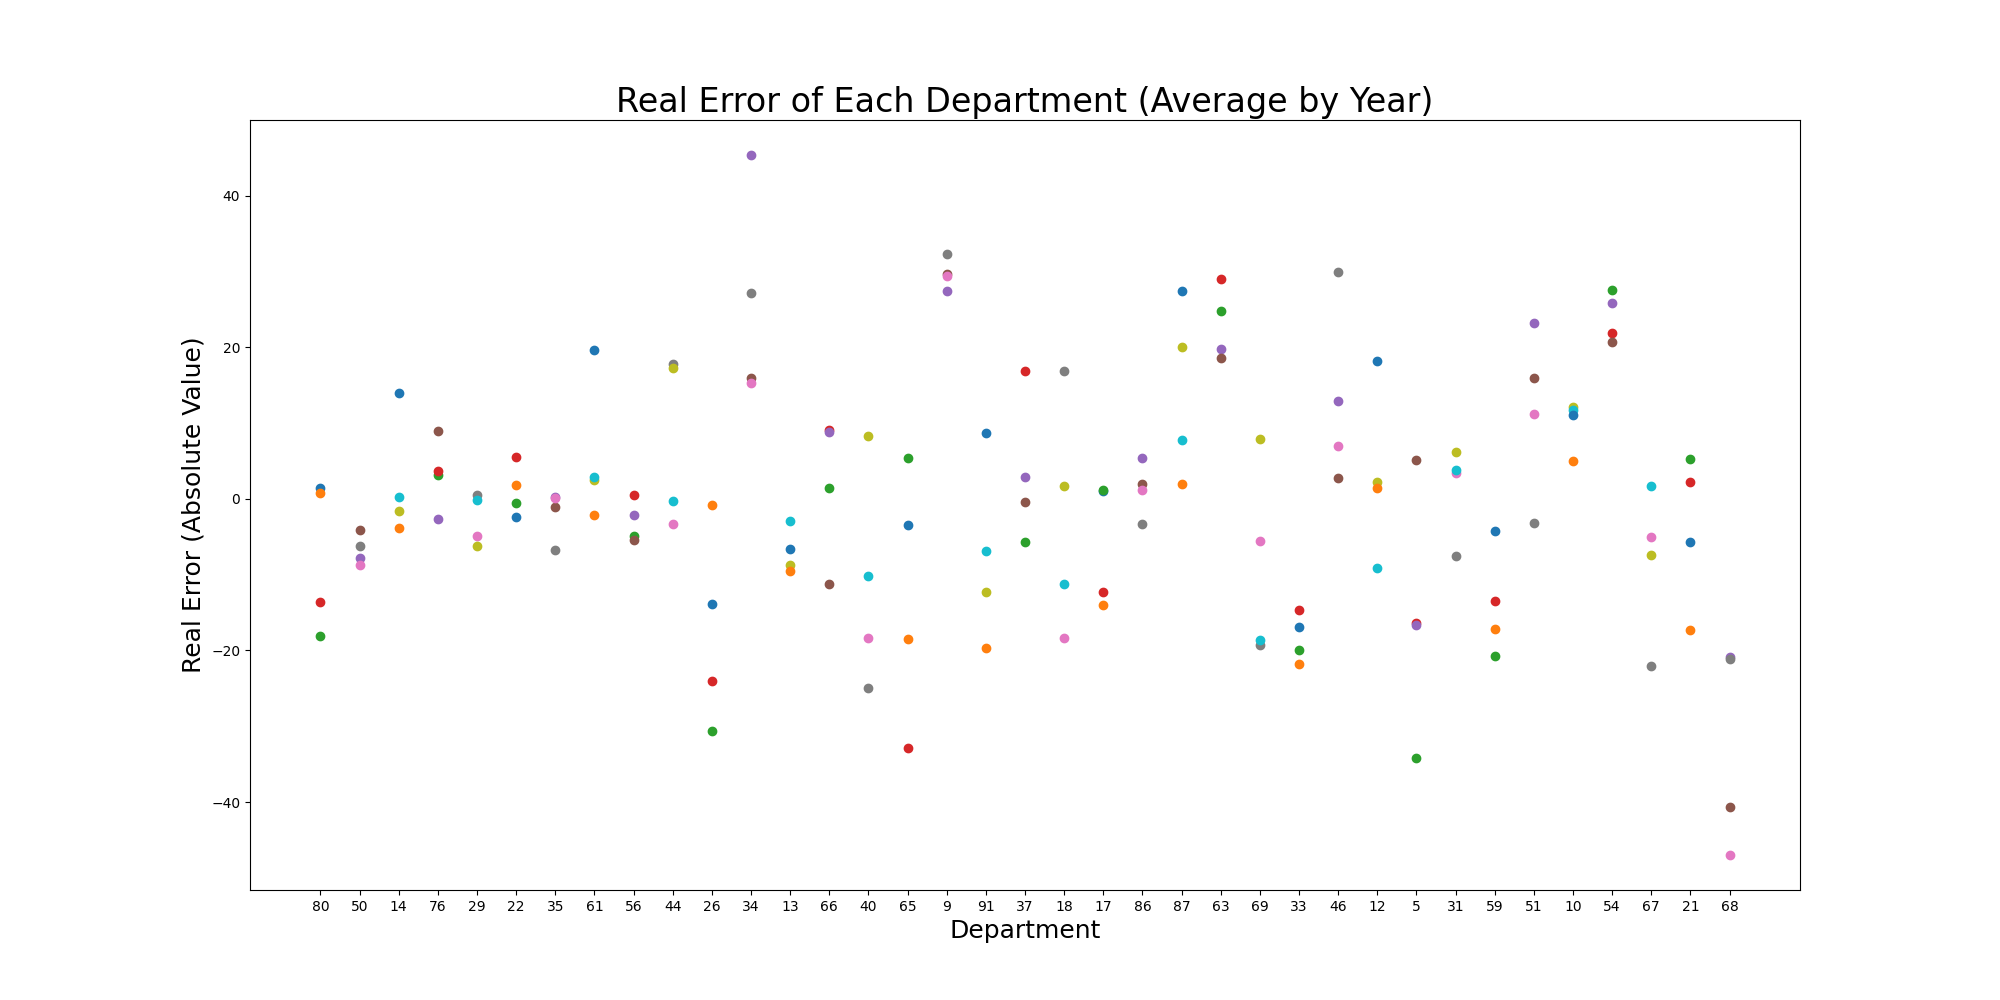 Real Error of Each Department (Average by Year)
Real Error (Absolute Value)
40
20
0
−20
−40
80 50 14 76 29 22 35 61 56 44 26 34 13 66 40 65 9 91 37 18 17 86 87 63 69 33 46 12 5 31 59 51 10 54 67 21 68
Department